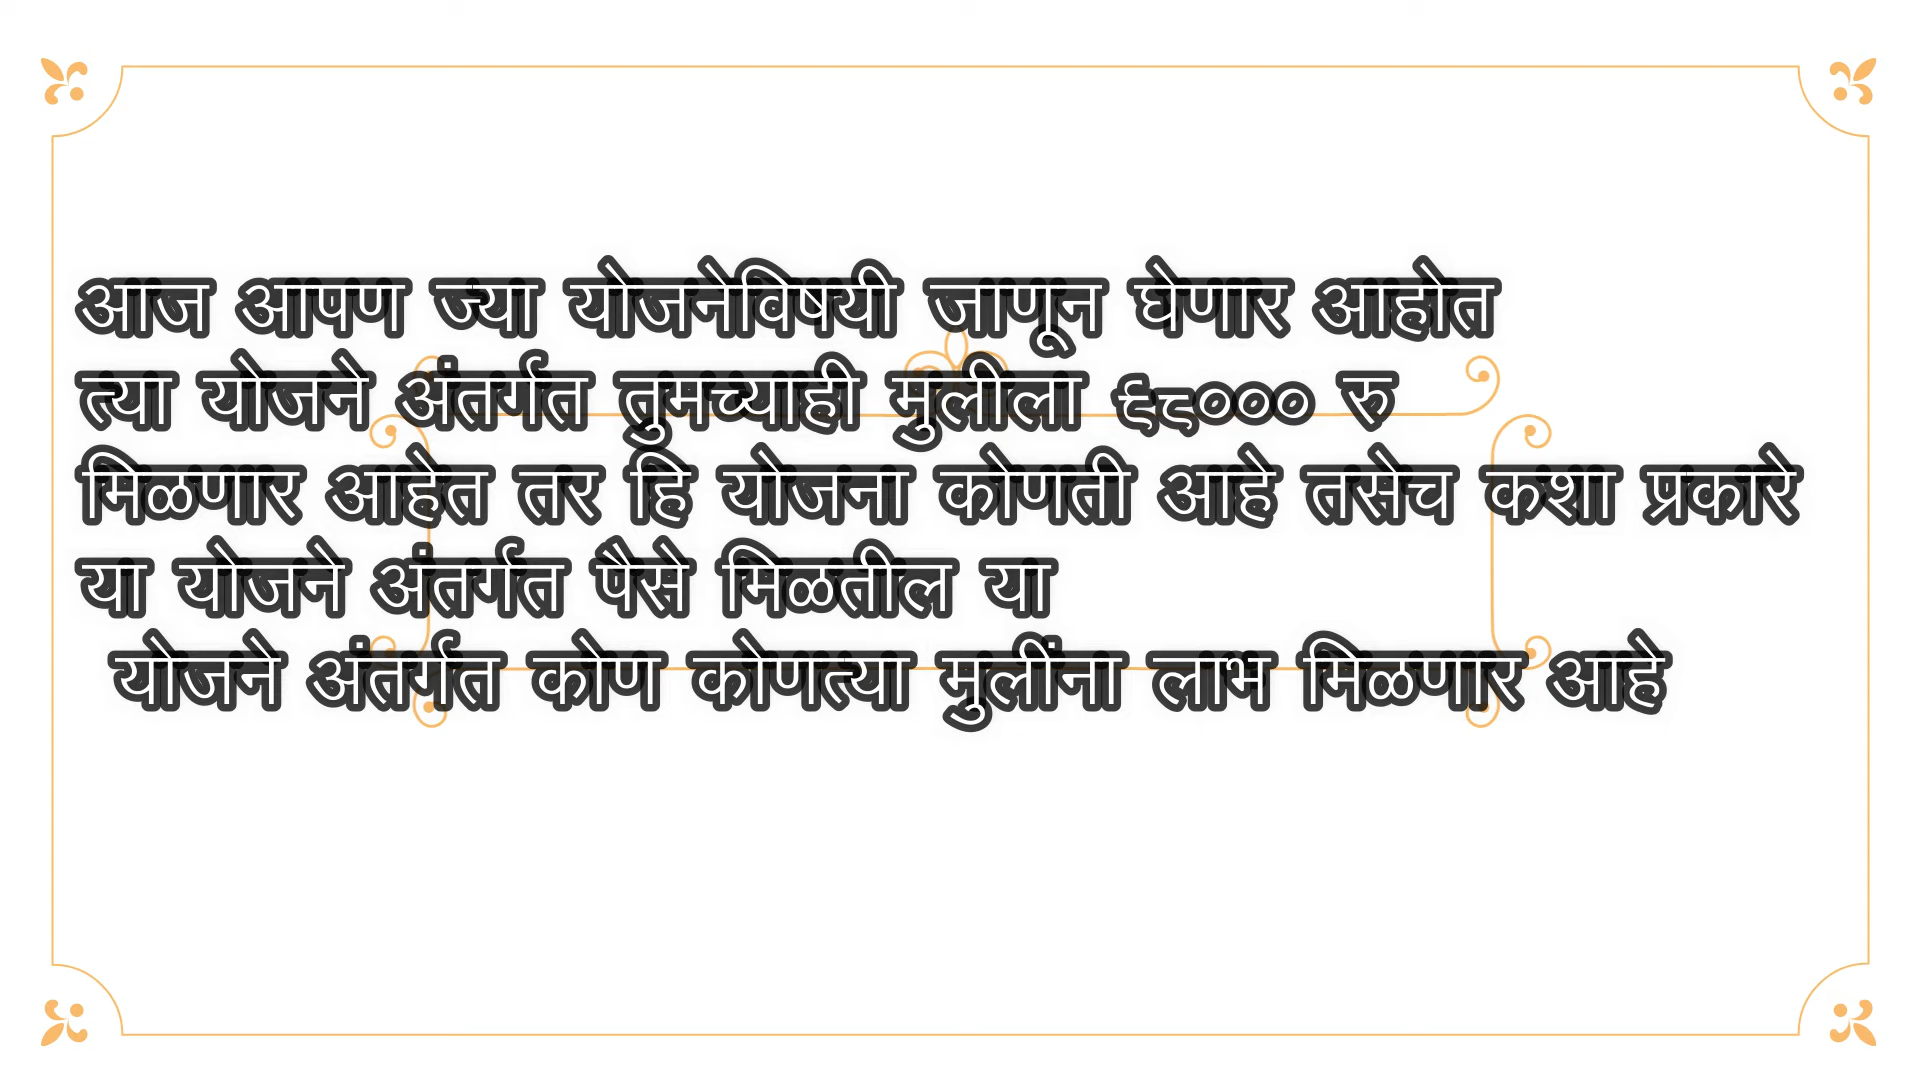 आज आपण ज्या योजनेविषयी जाणून घेणार आहोत
त्या योजने अंतर्गत तुमच्याही मुलीला रु
मिळणार आहेत तर हि योजना कोणती आहे तसेच कशा प्रकारे
या योजने अंतर्गत पैसे मिळतील या
योजने अंतर्गत कोण कोणत्या मुलींना लाभ मिळणार आहे